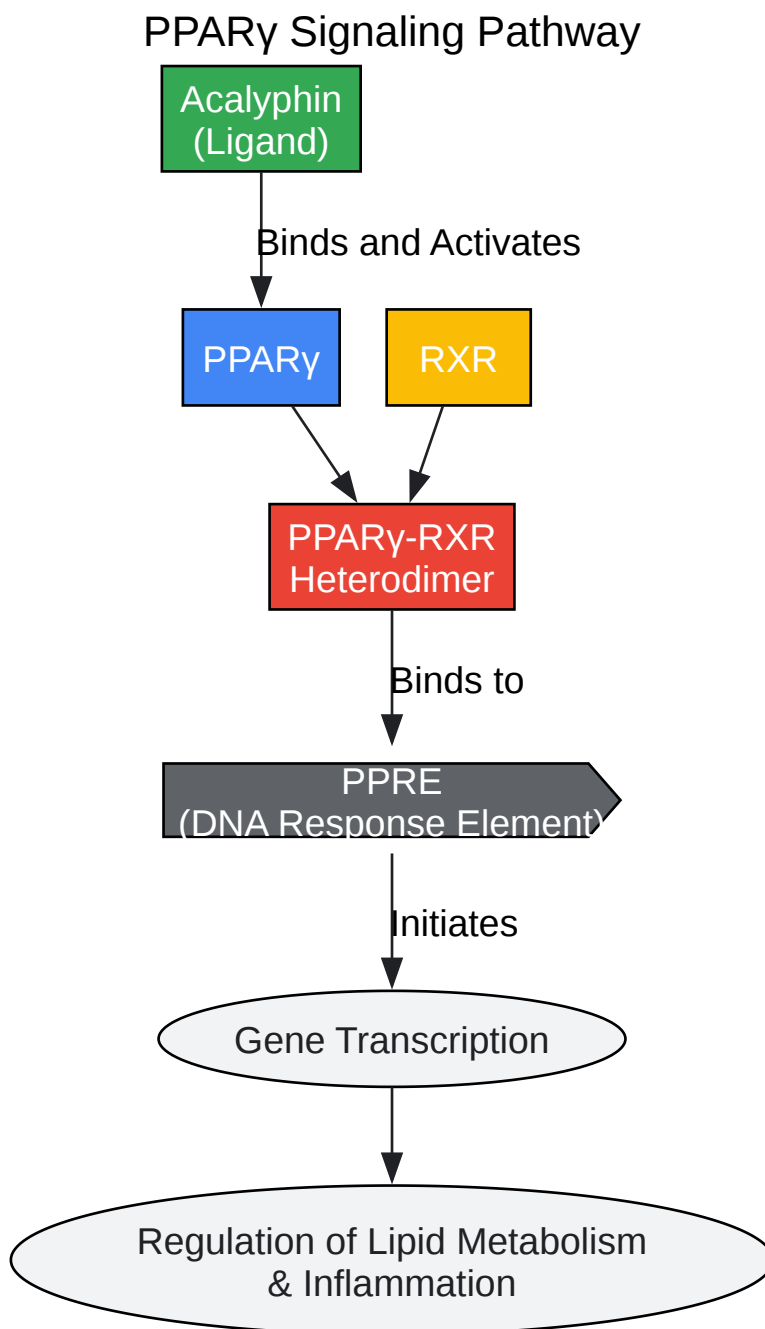 PPARγ Signaling Pathway
Acalyphin
(Ligand)
Binds and Activates
PPARγ
RXR
PPARγ-RXR
Heterodimer
Binds to
PPRE
(DNA Response Element)
Initiates
Gene Transcription
Regulation of Lipid Metabolism
& Inflammation